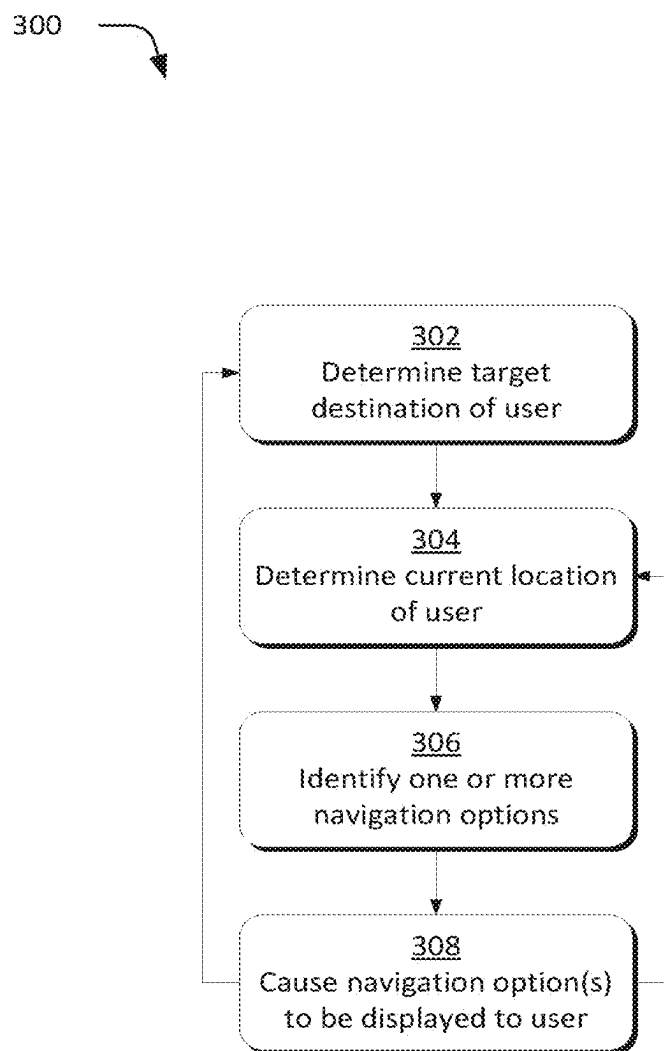 300
302
Determine target
destination of user
304
Determine current location
of user
306
Identify one or more
navigation options
308
Cause navigation option(s)
to be displayed to user